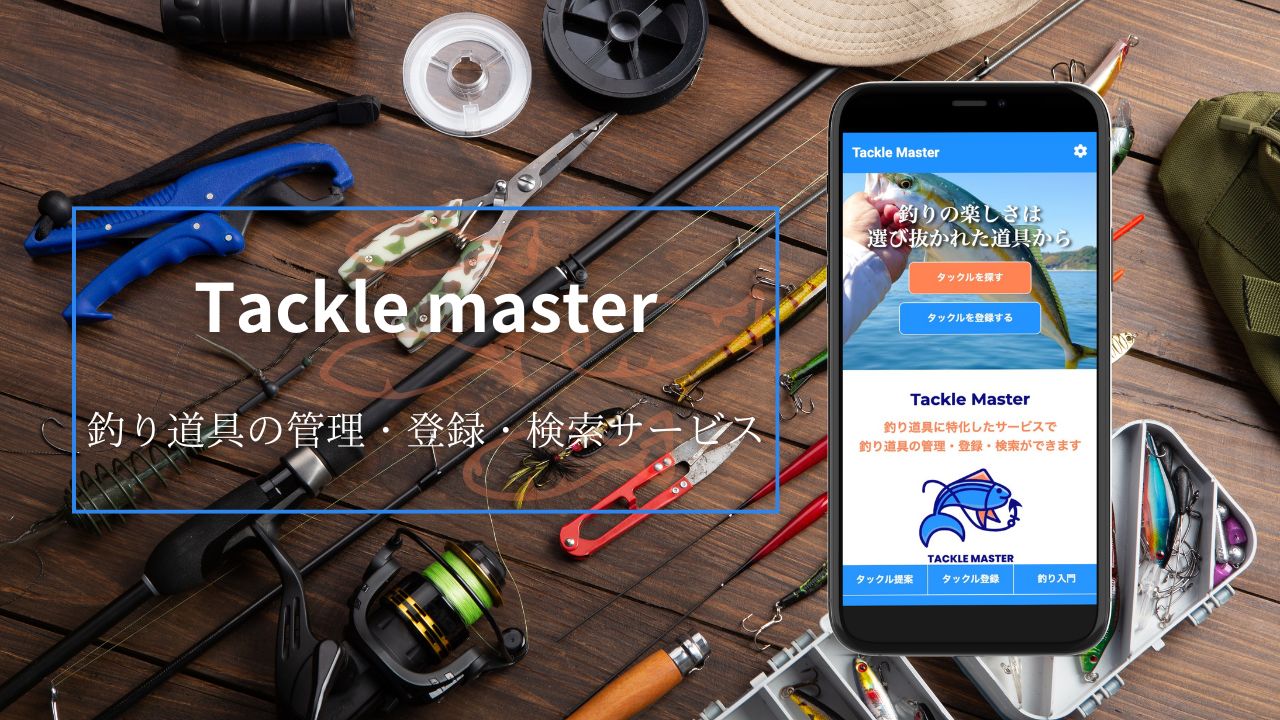 Tackle master
釣り道具の管理・登録・検索サービス
Tackle Master
釣りの楽しさは
選び抜かれた道具から
タックルを探す
タックルを登録する
Tackle Master
釣り道具に特化したサービスで
釣り道具の管理・登録・検索ができます
TACKLE MASTER
タックル提案
タックル登録
釣り入門